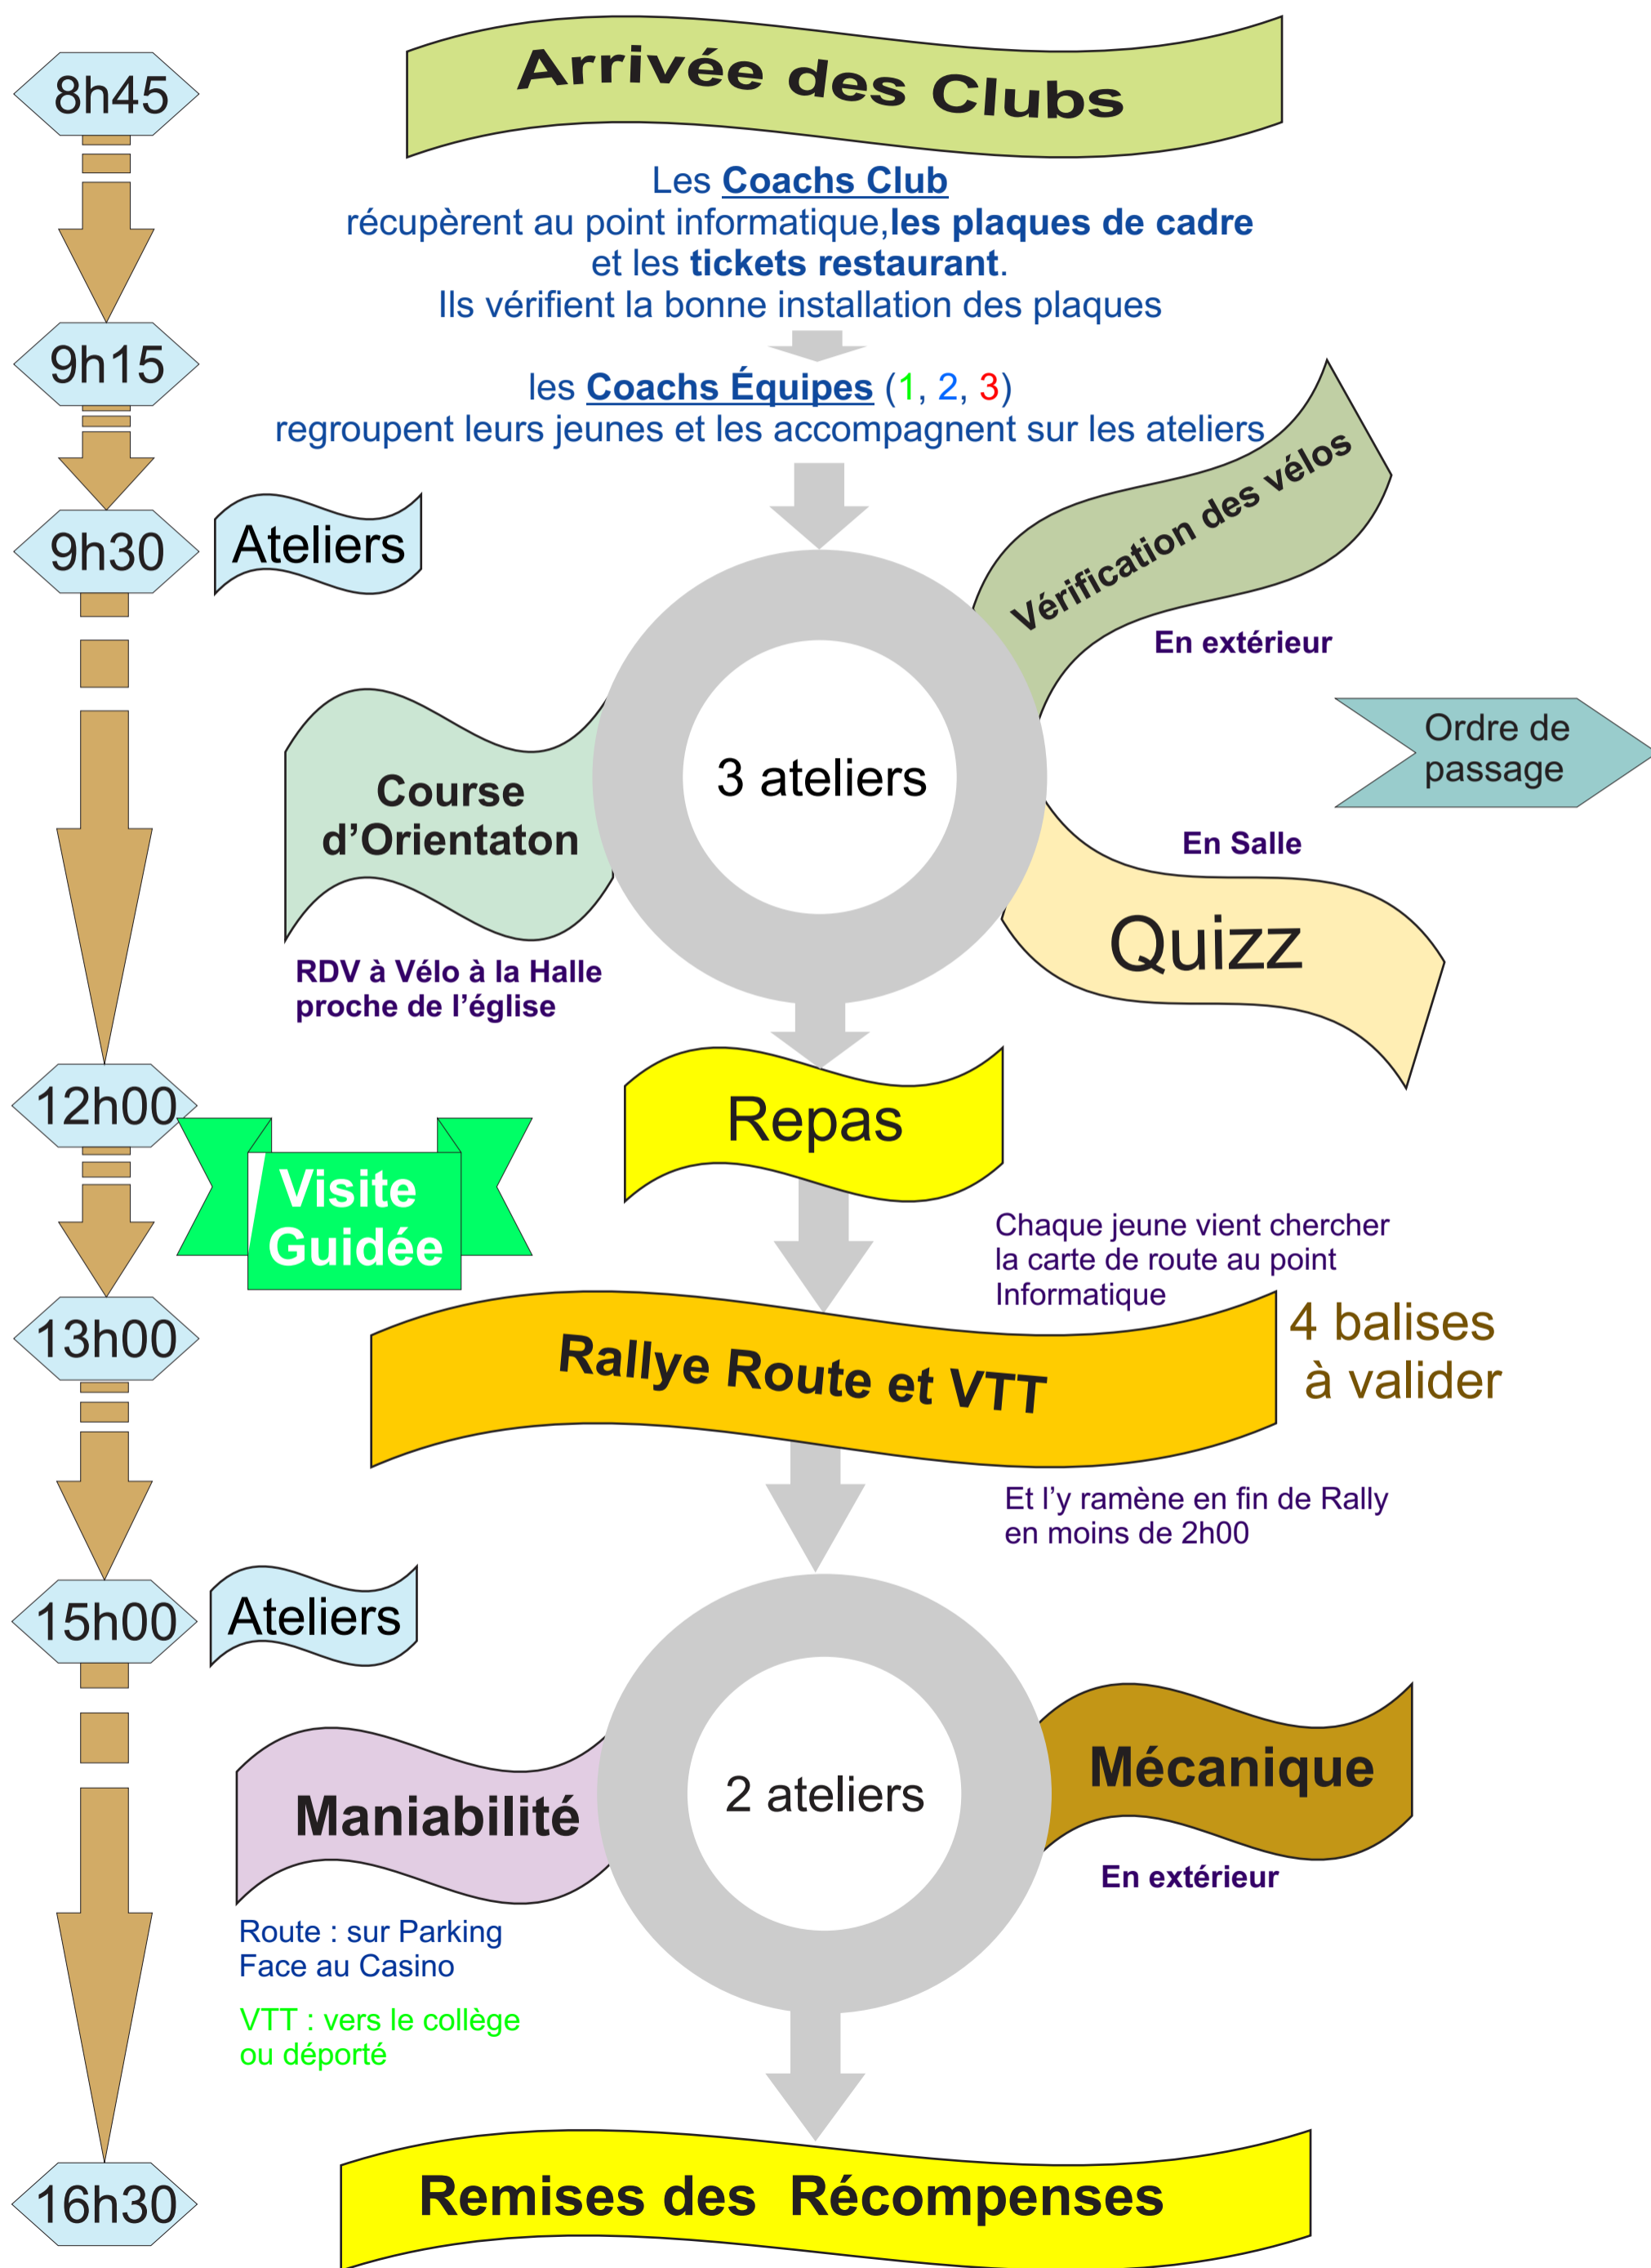 8h45
Arrivée des Clubs
Les Coachs Club
récupèrent au point informatique,les plaques de cadre
et les tickets restaurant.
Ils vérifient la bonne installation des plaques
9h15
les Coachs Équipes (1, 2, 3)
regroupent leurs jeunes et les accompagnent sur les ateliers
9h30
Ateliers
Vérification des vélos
En extérieur
3 ateliers
Ordre de
passage
Course
d’Orientaton
RDV à Vélo à la Halle
proche de l’église
En Salle
Quizz
12h00
Repas
Visite
Guidée
Chaque jeune vient chercher
la carte de route au point
Informatique
13h00
Rallye Route et VTT
4 balises
à valider
Et l’y ramène en fin de Rally
en moins de 2h00
15h00
Ateliers
2 ateliers
Maniabilité
Mécanique
En extérieur
Route : sur Parking
Face au Casino
VTT : vers le collège
ou déporté
16h30
Remises des Récompenses